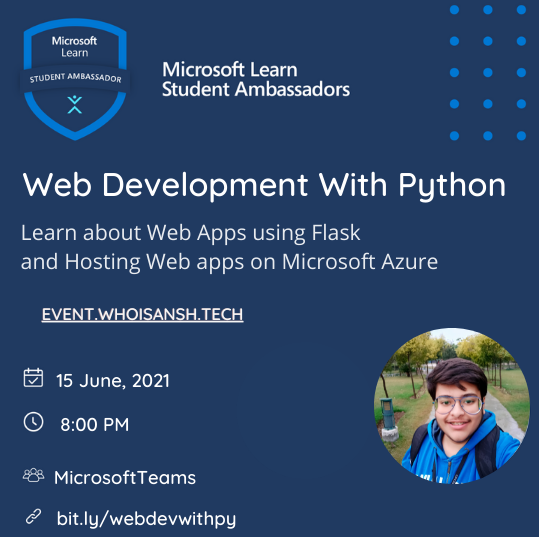 Microsoft
Learn
STUDENT AMBASSADOR
Microsoft Learn
Student Ambassadors
Web Development With Python
Learn about Web Apps using Flask
and Hosting Web apps on Microsoft Azure
EVENT.WHOISANSH.TECH
15 June, 2021
8:00 PM
MicrosoftTeams
bit.ly/webdevwithpy